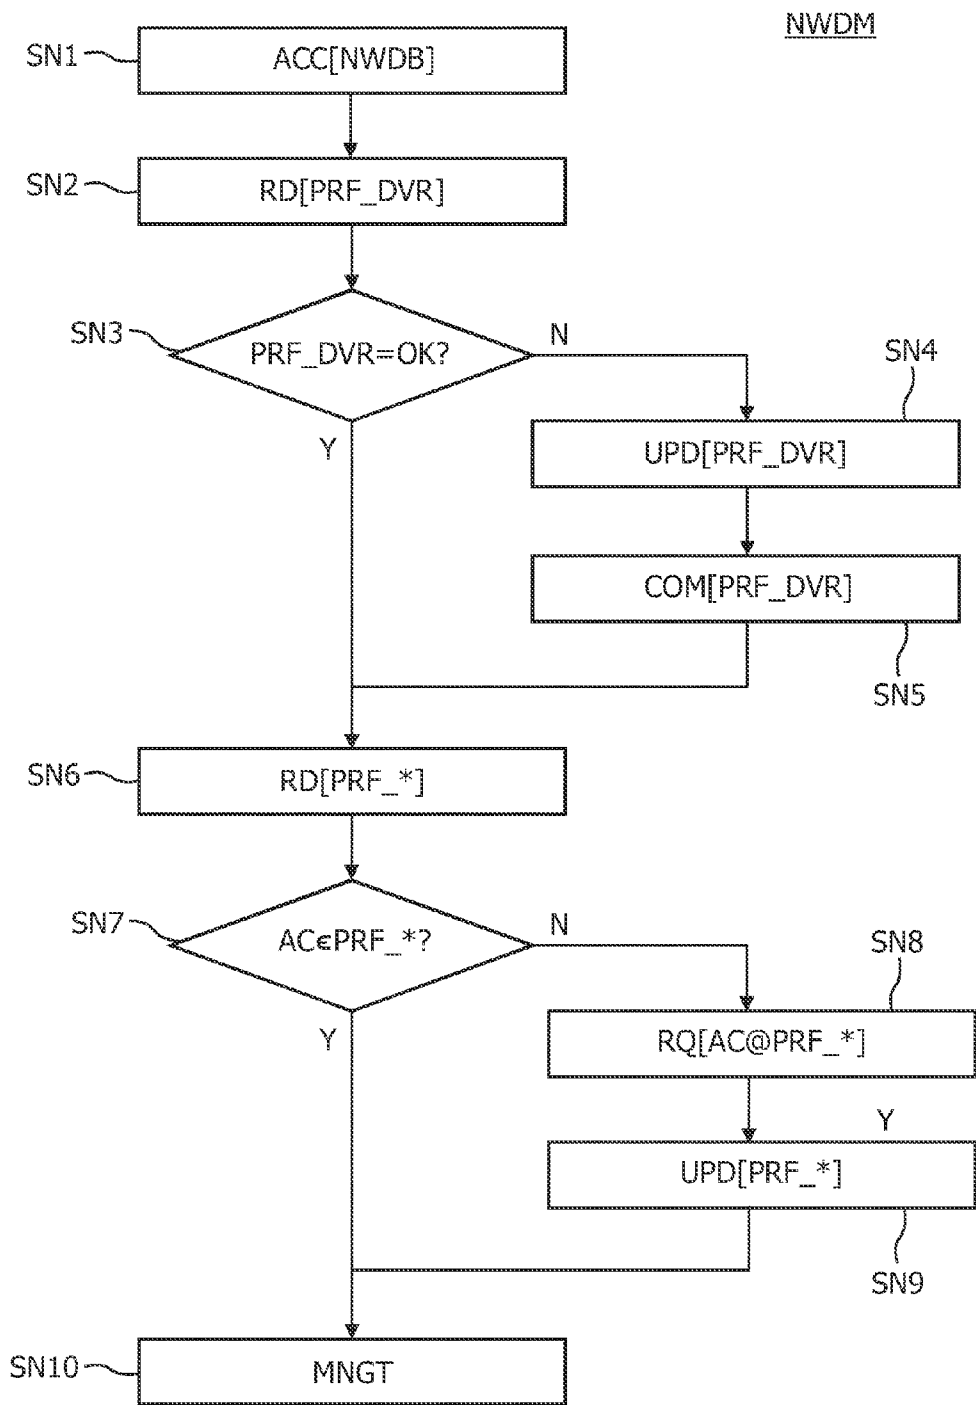 NWDM
SN1
ACC[NWDB]
SN2
RD[PRF_DVR]
SN3
PRF_DVR=OK?
N
Y
SN4
UPD[PRF_DVR]
COM[PRF_DVR]
SN5
SN6
RD[PRF_*]
SN7
AC∈PRF_*?
N
Y
SN8
RQ[AC@PRF_*]
Y
UPD[PRF_*]
SN9
SN10
MNGT